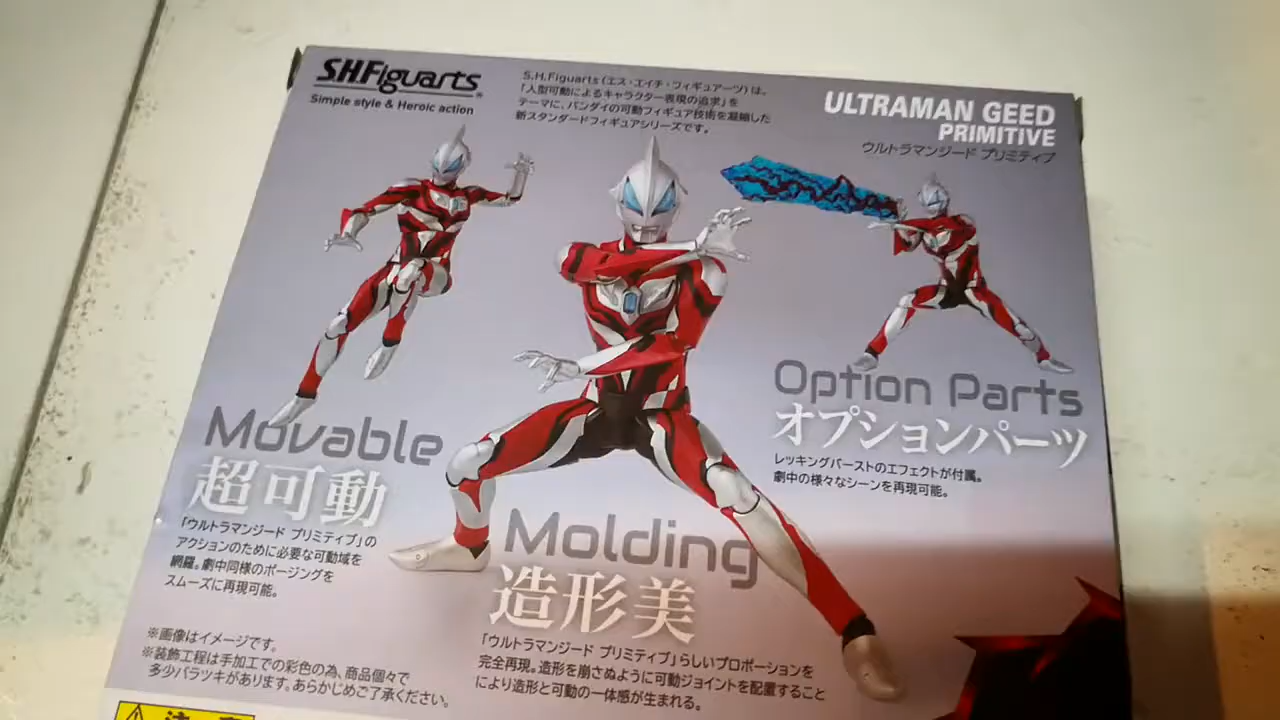 S.H.Figuarts
Simple style & Heroic action
S.H.Figuarts(エス・エイチ・フィギュアーツ)は、
「人型可動によるキャラクター表現の追求」を
テーマに、バンダイの可動フィギュア技術を凝縮した
新スタンダードフィギュアシリーズです。
ULTRAMAN GEED
PRIMITIVE
ウルトラマンジード プリミティブ
Movable
超可動
「ウルトラマンジード プリミティブ」の
アクションのために必要な可動域を
網羅。劇中同様のポージングを
スムーズに再現可能。
Option Parts
オプションパーツ
レッキングバーストのエフェクトが付属。
劇中の様々なシーンを再現可能。
Molding
造形美
「ウルトラマンジード プリミティブ」らしいプロポーションを
完全再現。造形を崩さぬように可動ジョイントを配置すること
により造形と可動の一体感が生まれる。
※画像はイメージです。
※装飾工程は手加工での彩色の為、商品個々で
多少バラツキがあります。あらかじめご了承ください。